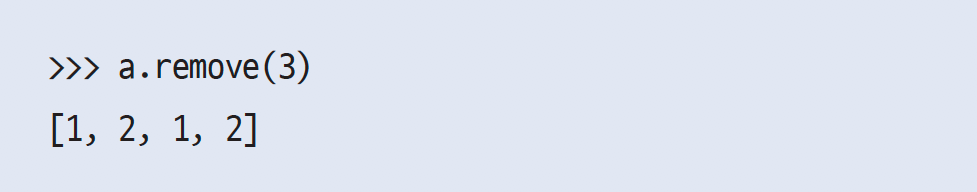 >>> a.remove(3)
[1, 2, 1, 2]